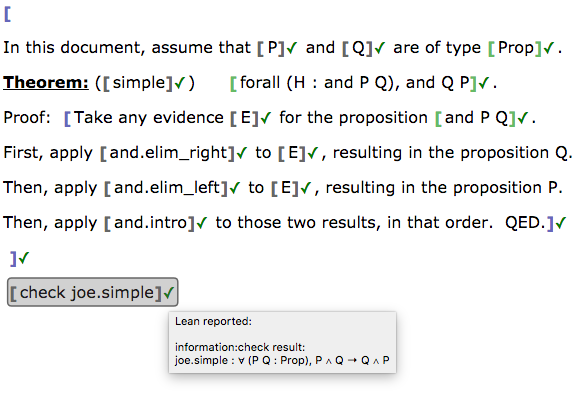 [
In this document, assume that [P]✓ and [Q]✓ are of type [Prop]✓.
Theorem: ([simple]✓) [forall (H : and P Q), and Q P]✓.
Proof: [Take any evidence [E]✓ for the proposition [and P Q]✓.
First, apply [and.elim_right]✓ to [E]✓, resulting in the proposition Q.
Then, apply [and.elim_left]✓ to [E]✓, resulting in the proposition P.
Then, apply [and.intro]✓ to those two results, in that order. QED.]✓
]✓
[check joe.simple]✓
Lean reported:
information:check result:
joe.simple : ∀ (P Q : Prop), P ∧ Q → Q ∧ P